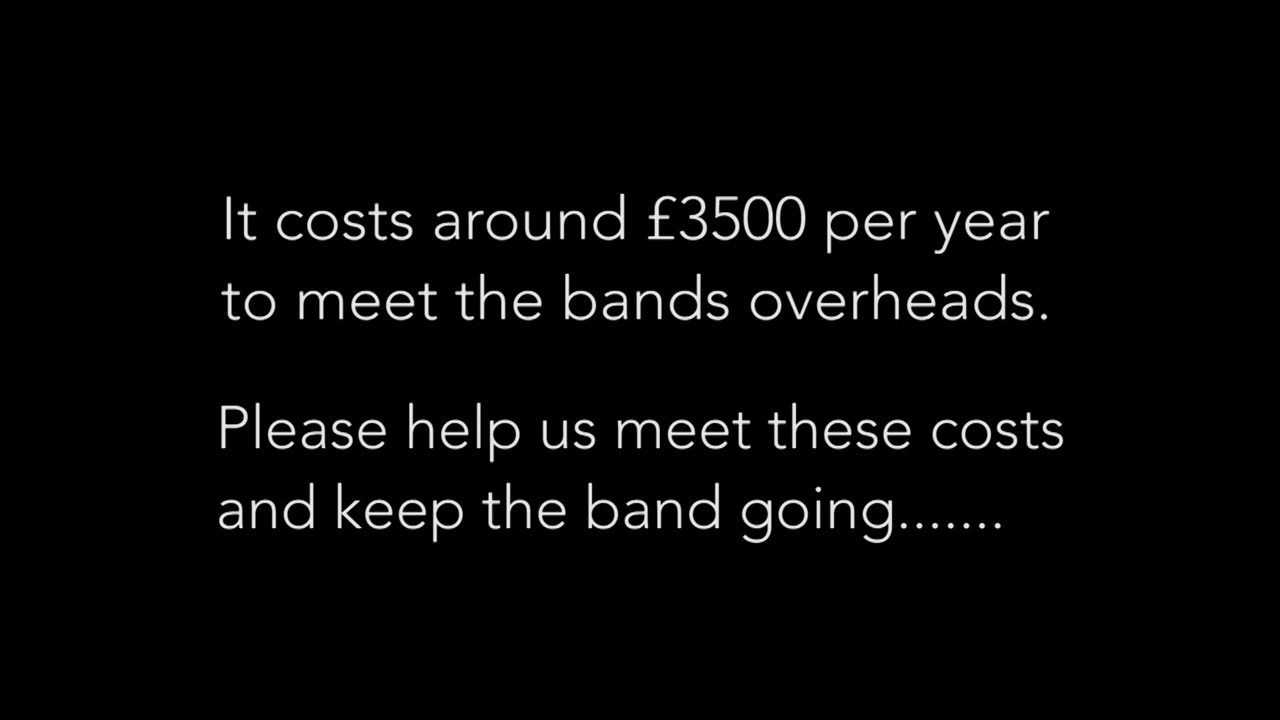 It costs around £3500 per year
to meet the bands overheads.
Please help us meet these costs
and keep the band going.......